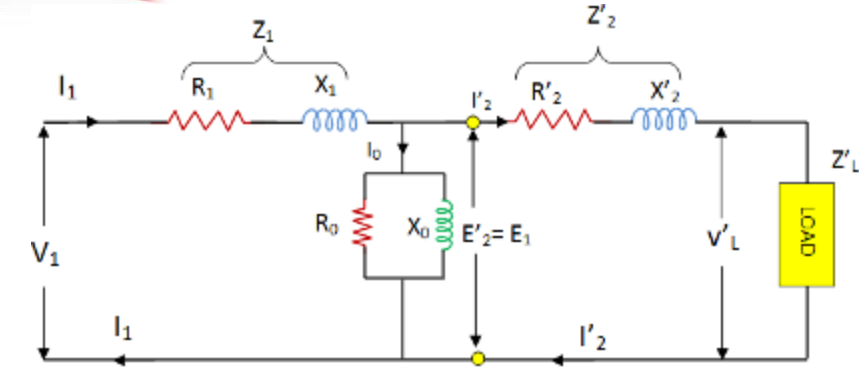 Z₁
Z'₂
I₁
R₁
X₁
I'₂
R'₂
X'₂
I₀
Z'L
R₀
X₀
E'₂= E₁
v'L
LOAD
V₁
I₁
I'₂